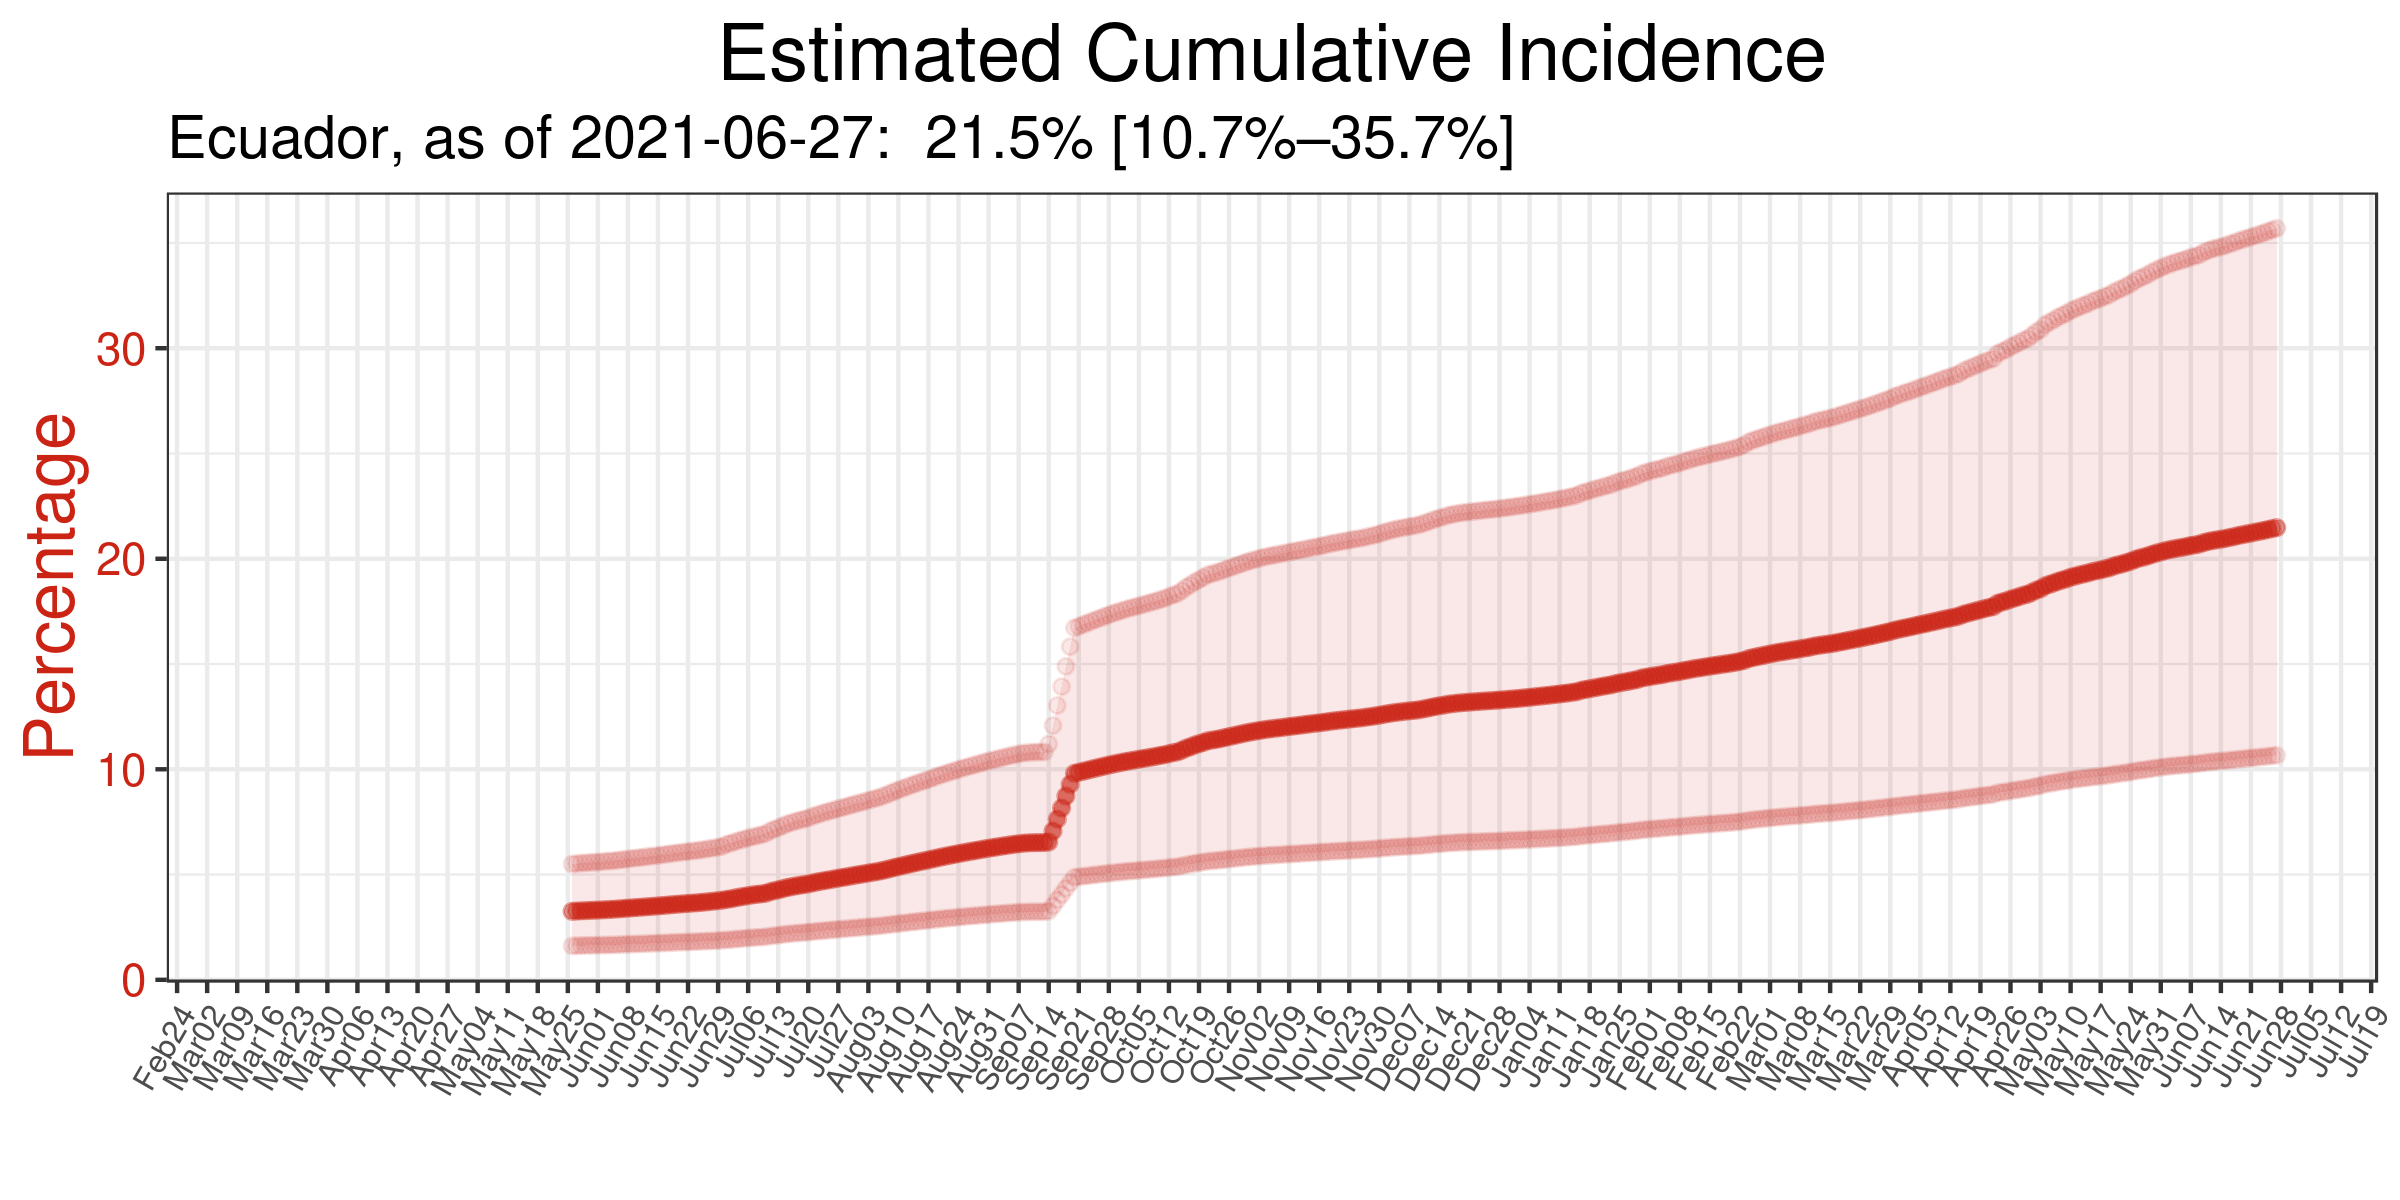 Estimated Cumulative Incidence
Ecuador, as of 2021-06-27:  21.5% [10.7%–35.7%]
Percentage
30
20
10
0
Feb24
Mar02
Mar09
Mar16
Mar23
Mar30
Apr06
Apr13
Apr20
Apr27
May04
May11
May18
May25
Jun01
Jun08
Jun15
Jun22
Jun29
Jul06
Jul13
Jul20
Jul27
Aug03
Aug10
Aug17
Aug24
Aug31
Sep07
Sep14
Sep21
Sep28
Oct05
Oct12
Oct19
Oct26
Nov02
Nov09
Nov16
Nov23
Nov30
Dec07
Dec14
Dec21
Dec28
Jan04
Jan11
Jan18
Jan25
Feb01
Feb08
Feb15
Feb22
Mar01
Mar08
Mar15
Mar22
Mar29
Apr05
Apr12
Apr19
Apr26
May03
May10
May17
May24
May31
Jun07
Jun14
Jun21
Jun28
Jul05
Jul12
Jul19